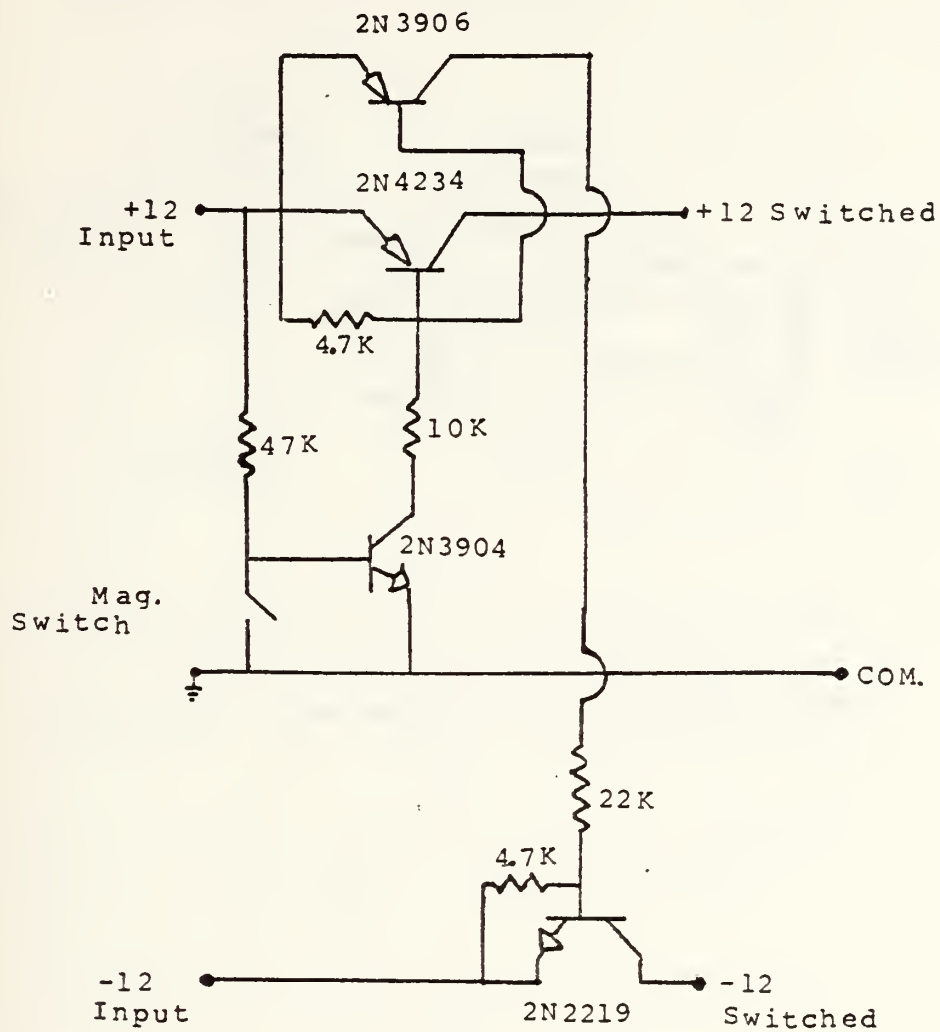 2N3906
2N4234
+12
Input
+12 Switched
4.7K
47K
10K
2N3904
Mag.
Switch
COM.
22K
4.7K
-12
Input
2N2219
-12
Switched